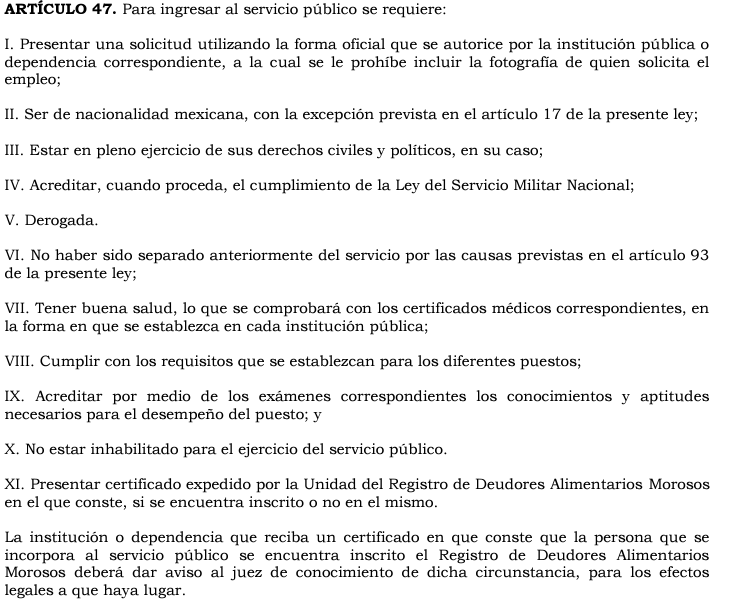 ARTÍCULO 47. Para ingresar al servicio público se requiere:
I. Presentar una solicitud utilizando la forma oficial que se autorice por la institución pública o
dependencia correspondiente, a la cual se le prohíbe incluir la fotografía de quien solicita el
empleo;
II. Ser de nacionalidad mexicana, con la excepción prevista en el artículo 17 de la presente ley;
III. Estar en pleno ejercicio de sus derechos civiles y políticos, en su caso;
IV. Acreditar, cuando proceda, el cumplimiento de la Ley del Servicio Militar Nacional;
V. Derogada.
VI. No haber sido separado anteriormente del servicio por las causas previstas en el artículo 93
de la presente ley;
VII. Tener buena salud, lo que se comprobará con los certificados médicos correspondientes, en
la forma en que se establezca en cada institución pública;
VIII. Cumplir con los requisitos que se establezcan para los diferentes puestos;
IX. Acreditar por medio de los exámenes correspondientes los conocimientos y aptitudes
necesarios para el desempeño del puesto; y
X. No estar inhabilitado para el ejercicio del servicio público.
XI. Presentar certificado expedido por la Unidad del Registro de Deudores Alimentarios Morosos
en el que conste, si se encuentra inscrito o no en el mismo.
La institución o dependencia que reciba un certificado en que conste que la persona que se
incorpora al servicio público se encuentra inscrito el Registro de Deudores Alimentarios
Morosos deberá dar aviso al juez de conocimiento de dicha circunstancia, para los efectos
legales a que haya lugar.